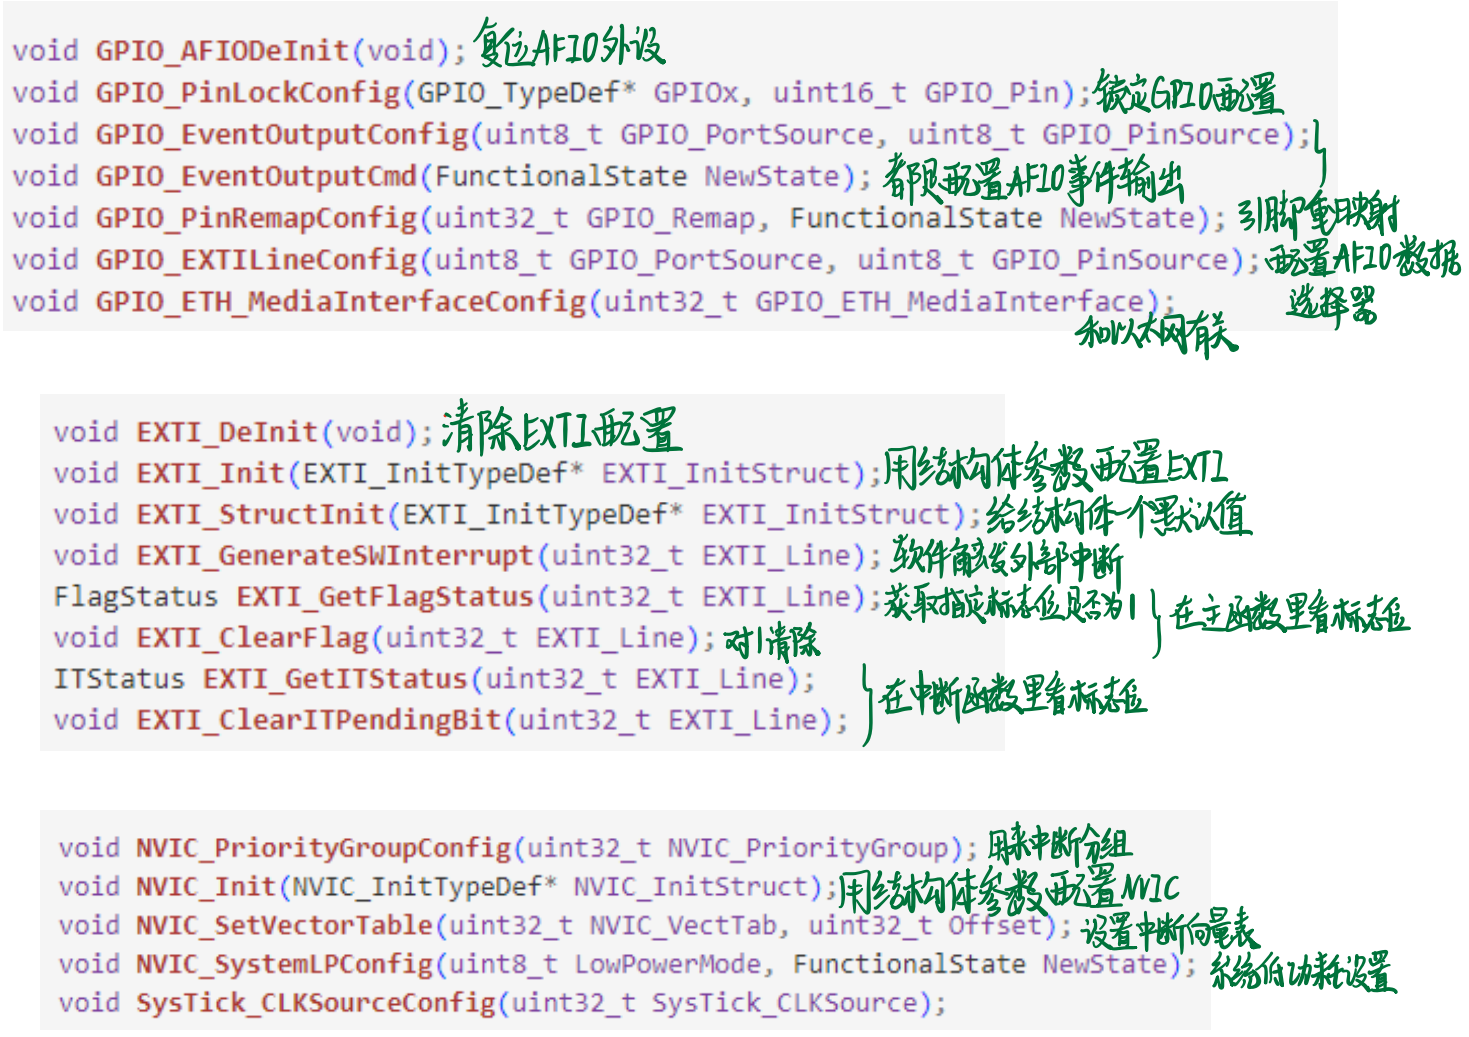 void GPIO_AFIODeInit(void); 复位AFIO外设
void GPIO_PinLockConfig(GPIO_TypeDef* GPIOx, uint16_t GPIO_Pin); 锁定GPIO配置
void GPIO_EventOutputConfig(uint8_t GPIO_PortSource, uint8_t GPIO_PinSource);
void GPIO_EventOutputCmd(FunctionalState NewState); 都是配置AFIO事件输出
void GPIO_PinRemapConfig(uint32_t GPIO_Remap, FunctionalState NewState); 引脚重映射
void GPIO_EXTILineConfig(uint8_t GPIO_PortSource, uint8_t GPIO_PinSource); 配置AFIO数据
选择器
void GPIO_ETH_MediaInterfaceConfig(uint32_t GPIO_ETH_MediaInterface);
和以太网有关
void EXTI_DeInit(void); 清除EXTI配置
void EXTI_Init(EXTI_InitTypeDef* EXTI_InitStruct); 用结构体参数配置EXTI
void EXTI_StructInit(EXTI_InitTypeDef* EXTI_InitStruct); 给结构体一个默认值
void EXTI_GenerateSWInterrupt(uint32_t EXTI_Line); 软件触发外部中断
FlagStatus EXTI_GetFlagStatus(uint32_t EXTI_Line); 获取指定标志位是否为1
在主函数里看标志位
void EXTI_ClearFlag(uint32_t EXTI_Line); 对1清除
ITStatus EXTI_GetITStatus(uint32_t EXTI_Line);
在中断函数里看标志位
void EXTI_ClearITPendingBit(uint32_t EXTI_Line);
void NVIC_PriorityGroupConfig(uint32_t NVIC_PriorityGroup); 用来中断分组
void NVIC_Init(NVIC_InitTypeDef* NVIC_InitStruct); 用结构体参数配置NVIC
void NVIC_SetVectorTable(uint32_t NVIC_VectTab, uint32_t Offset); 设置中断向量表
void NVIC_SystemLPConfig(uint8_t LowPowerMode, FunctionalState NewState); 系统低功耗设置
void SysTick_CLKSourceConfig(uint32_t SysTick_CLKSource);